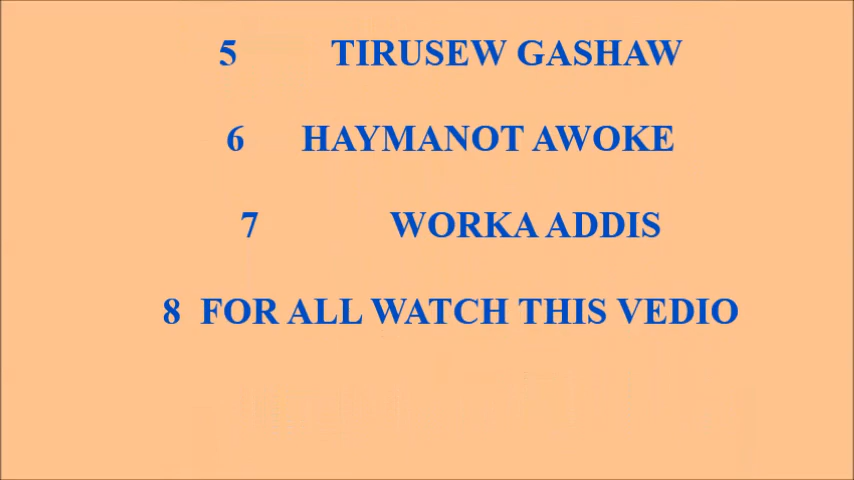 5 TIRUSEW GASHAW
6 HAYMANOT AWOKE
7 WORKA ADDIS
8 FOR ALL WATCH THIS VEDIO